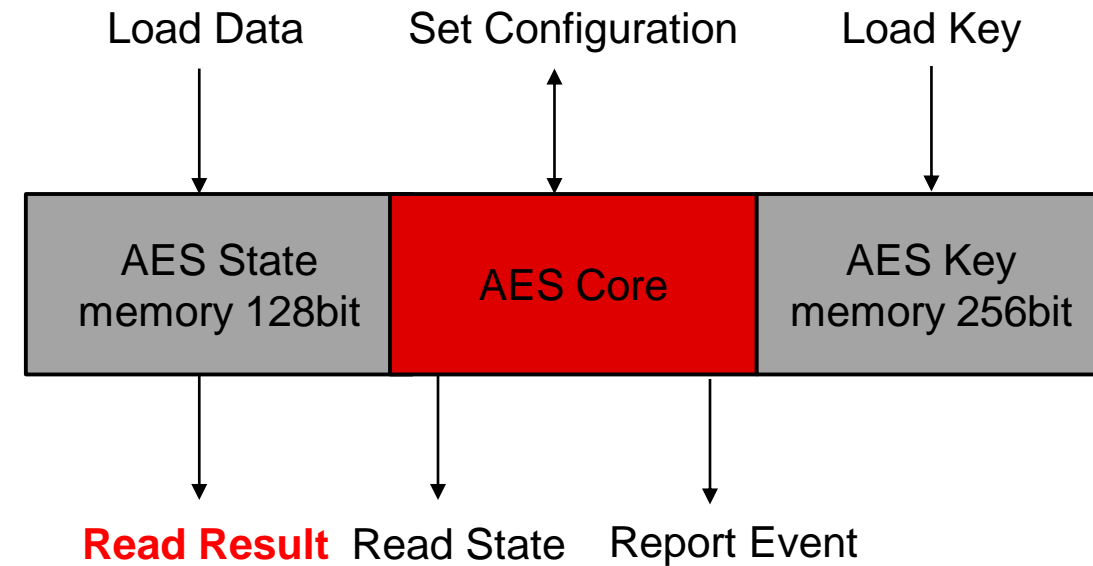 Load Data
Set Configuration
Load Key
AES State
memory 128bit
AES Core
AES Key
memory 256bit
Read Result
Read State
Report Event